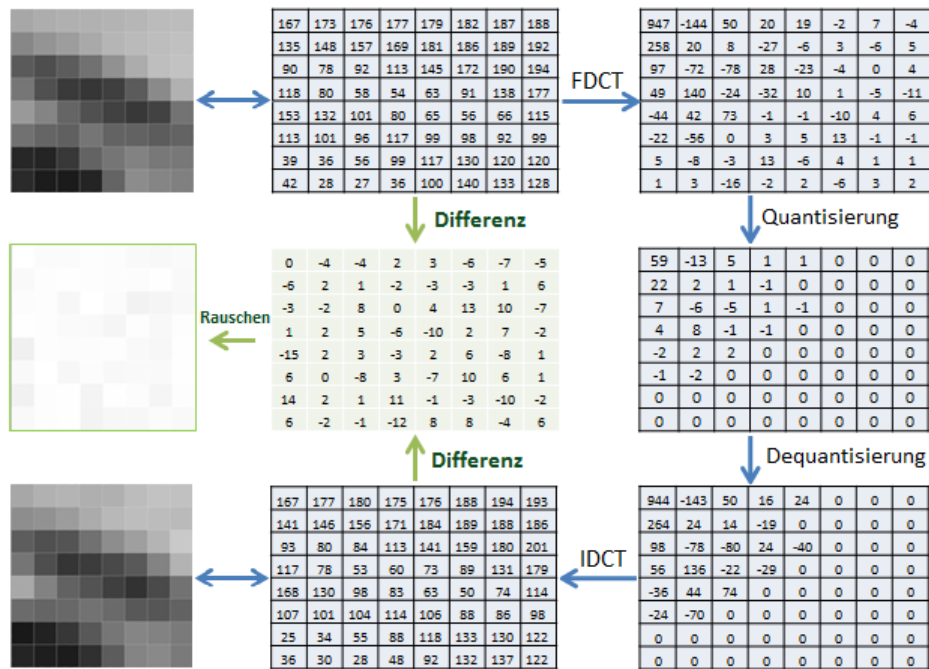 167 173 176 177 179 182 187 188
135 148 157 169 181 186 189 192
90 78 92 113 145 172 190 194
118 80 58 54 63 91 138 177
153 132 101 80 65 56 66 115
113 101 96 117 99 98 92 99
39 36 56 99 117 130 120 120
42 28 27 36 100 140 133 128
FDCT
947 -144 50 20 19 -2 7 -4
258 20 8 -27 -6 3 -6 5
97 -72 -78 28 -23 -4 0 4
49 140 -24 -32 10 1 -5 -11
-44 42 73 -1 -1 -10 4 6
-22 -56 0 3 5 13 -1 -1
5 -8 -3 13 -6 4 1 1
1 3 -16 -2 2 -6 3 2
Differenz
Quantisierung
Rauschen
0 -4 -4 2 3 -6 -7 -5
-6 2 1 -2 -3 -3 1 6
-3 -2 8 0 4 13 10 -7
1 2 5 -6 -10 2 7 -2
-15 2 3 -3 2 6 -8 1
6 0 -8 3 -7 10 6 1
14 2 1 11 -1 -3 -10 -2
6 -2 -1 -12 8 8 -4 6
59 -13 5 1 1 0 0 0
22 2 1 -1 0 0 0 0
7 -6 -5 1 -1 0 0 0
4 8 -1 -1 0 0 0 0
-2 2 2 0 0 0 0 0
-1 -2 0 0 0 0 0 0
0 0 0 0 0 0 0 0
0 0 0 0 0 0 0 0
Differenz
Dequantisierung
167 177 180 175 176 188 194 193
141 146 156 171 184 189 188 186
93 80 84 113 141 159 180 201
117 78 53 60 73 89 131 179
168 130 98 83 63 50 74 114
107 101 104 114 106 88 86 98
25 34 55 88 118 133 130 122
36 30 28 48 92 132 137 122
IDCT
944 -143 50 16 24 0 0 0
264 24 14 -19 0 0 0 0
98 -78 -80 24 -40 0 0 0
56 136 -22 -29 0 0 0 0
-36 44 74 0 0 0 0 0
-24 -70 0 0 0 0 0 0
0 0 0 0 0 0 0 0
0 0 0 0 0 0 0 0